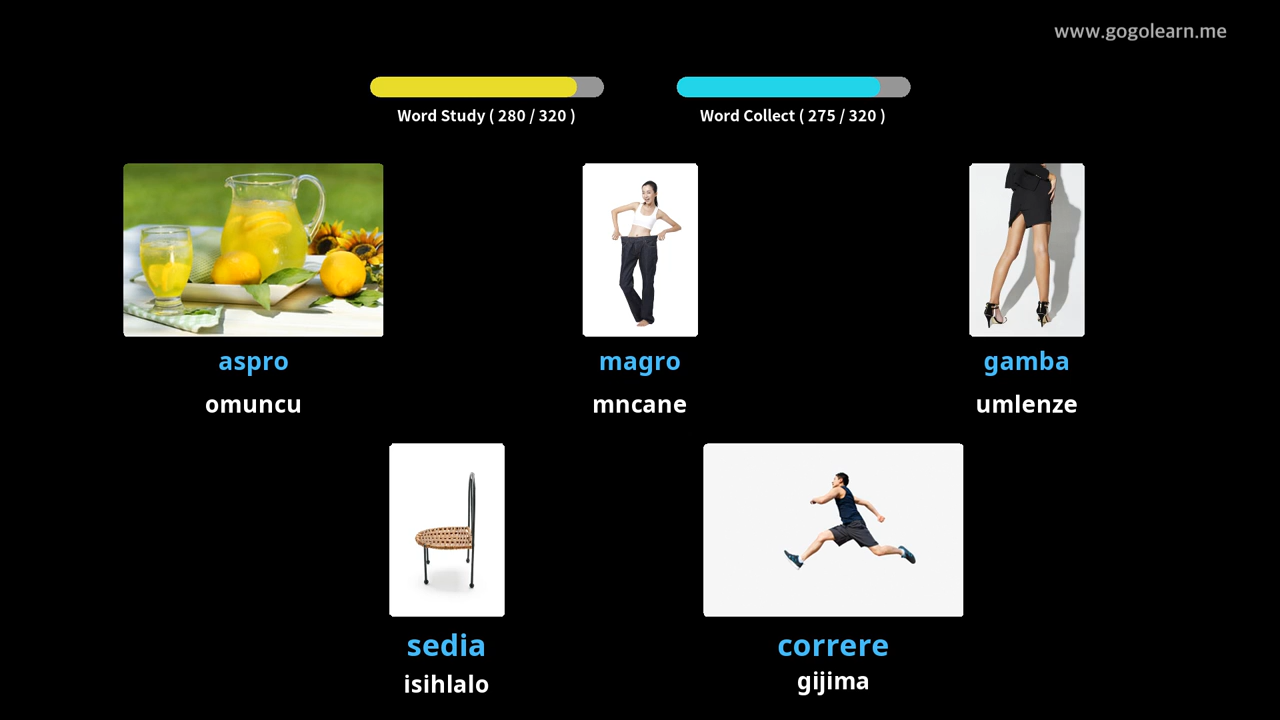 www.gogolearn.me
Word Study ( 280 / 320 )
Word Collect ( 275 / 320 )
aspro
magro
gamba
omuncu
mncane
umlenze
sedia
correre
isihlalo
gijima